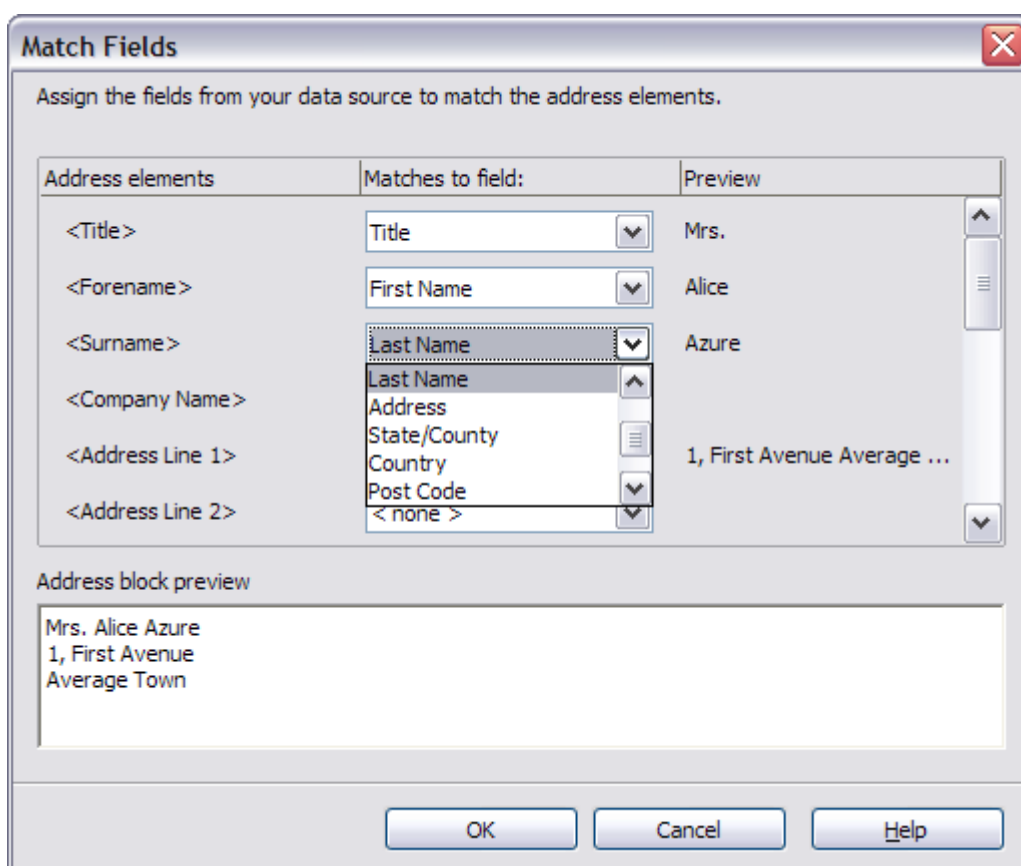 Match Fields
Assign the fields from your data source to match the address elements.
Address elements Matches to field: Preview
<Title> Title Mrs.
<Forename> First Name Alice
<Surname> Last Name Azure
Last Name
<Company Name> Address
State/County
<Address Line 1> Country 1, First Avenue Average ...
Post Code
<Address Line 2> < none >
Address block preview
Mrs. Alice Azure
1, First Avenue
Average Town
OK Cancel Help